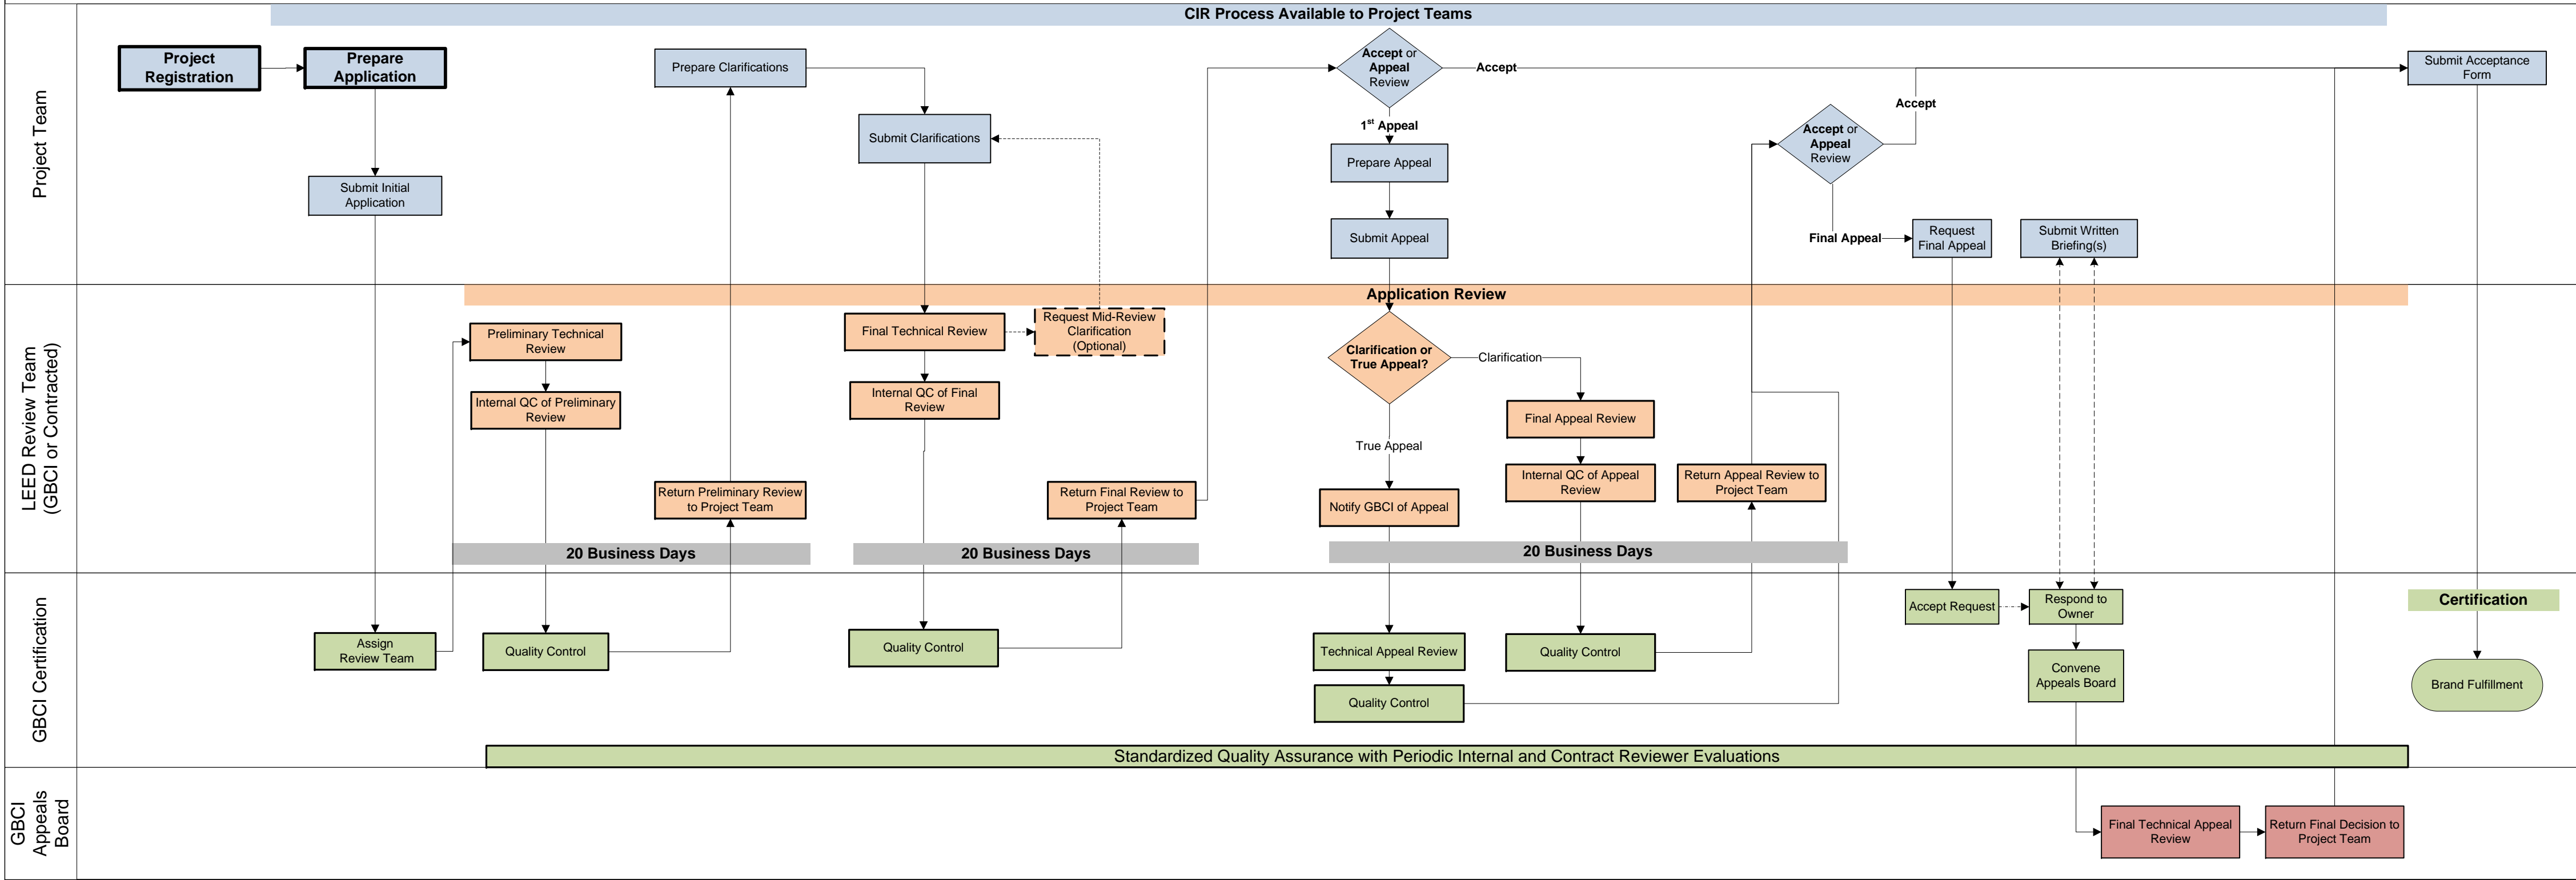 CIR Process Available to Project Teams
Project Team
Project
Registration
Prepare
Application
Submit Initial
Application
Prepare Clarifications
Submit Clarifications
Accept or
Appeal
Review
Accept
1st Appeal
Prepare Appeal
Submit Appeal
Accept or
Appeal
Review
Accept
Final Appeal
Request
Final Appeal
Submit Written
Briefing(s)
Submit Acceptance
Form
LEED Review Team
(GBCI or Contracted)
Application Review
Preliminary Technical
Review
Internal QC of Preliminary
Review
Return Preliminary Review
to Project Team
20 Business Days
Final Technical Review
Request Mid-Review
Clarification
(Optional)
Internal QC of Final
Review
Return Final Review to
Project Team
20 Business Days
Clarification or
True Appeal?
Clarification
True Appeal
Notify GBCI of Appeal
Final Appeal Review
Internal QC of Appeal
Review
Return Appeal Review to
Project Team
20 Business Days
GBCI Certification
Assign
Review Team
Quality Control
Quality Control
Technical Appeal Review
Quality Control
Quality Control
Accept Request
Respond to
Owner
Convene
Appeals Board
Certification
Brand Fulfillment
Standardized Quality Assurance with Periodic Internal and Contract Reviewer Evaluations
GBCI
Appeals
Board
Final Technical Appeal
Review
Return Final Decision to
Project Team